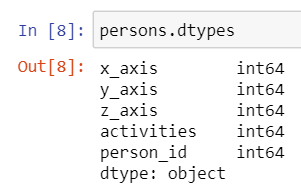 In [8]: persons.dtypes
Out[8]: x_axis int64
y_axis int64
z_axis int64
activities int64
person_id int64
dtype: object